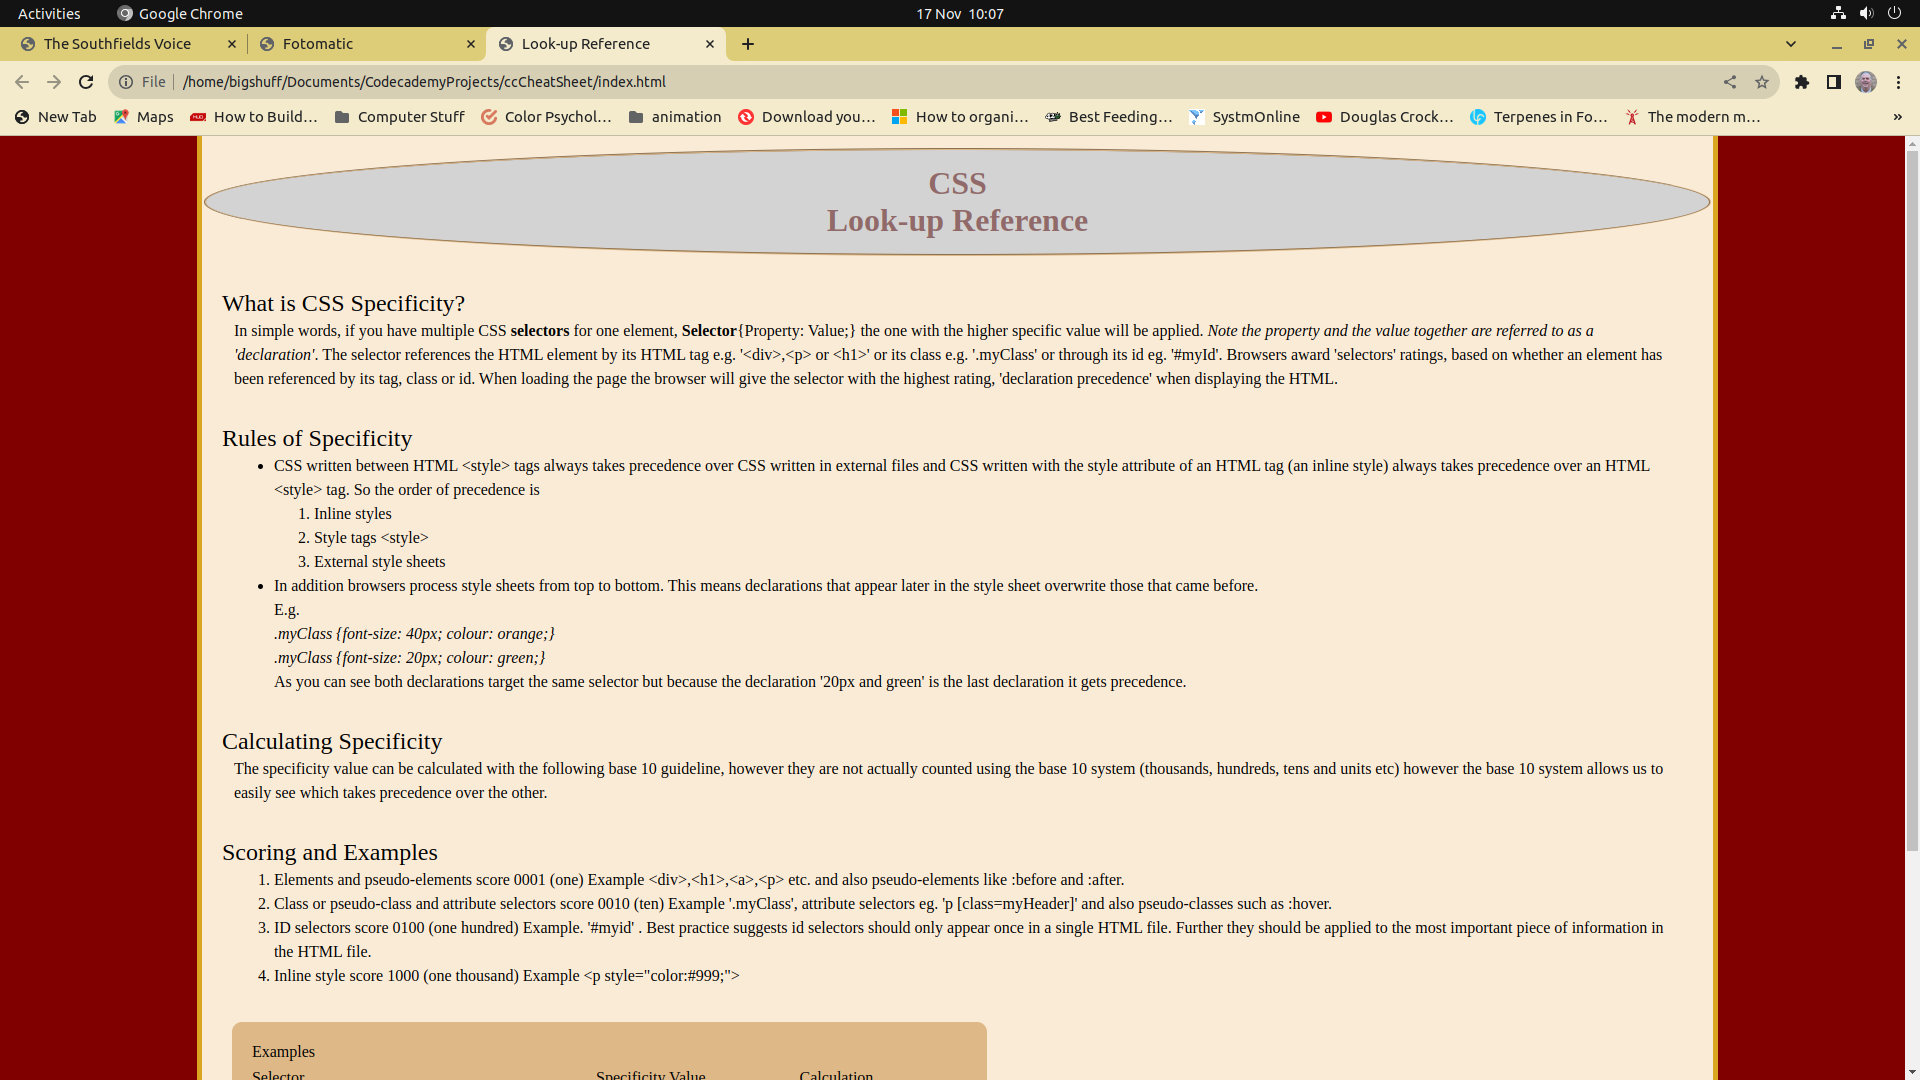 Activities
Google Chrome
17 Nov 10:07
The Southfields Voice
Fotomatic
Look-up Reference
File
/home/bigshuff/Documents/CodecademyProjects/ccCheatSheet/index.html
New Tab
Maps
How to Build…
Computer Stuff
Color Psychol…
animation
Download you…
How to organi…
Best Feeding…
SystmOnline
Douglas Crock…
Terpenes in Fo…
The modern m…
CSS
Look-up Reference
What is CSS Specificity?
In simple words, if you have multiple CSS selectors for one element, Selector{Property: Value;} the one with the higher specific value will be applied. Note the property and the value together are referred to as a
'declaration'. The selector references the HTML element by its HTML tag e.g. '<div>,<p> or <h1>' or its class e.g. '.myClass' or through its id eg. '#myId'. Browsers award 'selectors' ratings, based on whether an element has
been referenced by its tag, class or id. When loading the page the browser will give the selector with the highest rating, 'declaration precedence' when displaying the HTML.
Rules of Specificity
• CSS written between HTML <style> tags always takes precedence over CSS written in external files and CSS written with the style attribute of an HTML tag (an inline style) always takes precedence over an HTML
<style> tag. So the order of precedence is
1. Inline styles
2. Style tags <style>
3. External style sheets
• In addition browsers process style sheets from top to bottom. This means declarations that appear later in the style sheet overwrite those that came before.
E.g.
.myClass {font-size: 40px; colour: orange;}
.myClass {font-size: 20px; colour: green;}
As you can see both declarations target the same selector but because the declaration '20px and green' is the last declaration it gets precedence.
Calculating Specificity
The specificity value can be calculated with the following base 10 guideline, however they are not actually counted using the base 10 system (thousands, hundreds, tens and units etc) however the base 10 system allows us to
easily see which takes precedence over the other.
Scoring and Examples
1. Elements and pseudo-elements score 0001 (one) Example <div>,<h1>,<a>,<p> etc. and also pseudo-elements like :before and :after.
2. Class or pseudo-class and attribute selectors score 0010 (ten) Example '.myClass', attribute selectors eg. 'p [class=myHeader]' and also pseudo-classes such as :hover.
3. ID selectors score 0100 (one hundred) Example. '#myid' . Best practice suggests id selectors should only appear once in a single HTML file. Further they should be applied to the most important piece of information in
the HTML file.
4. Inline style score 1000 (one thousand) Example <p style="color:#999;">
Examples
Selector
Specificity Value
Calculation